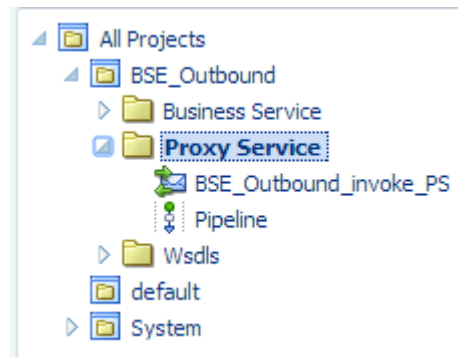 All Projects
BSE_Outbound
Business Service
Proxy Service
BSE_Outbound_invoke_PS
Pipeline
Wsdls
default
System